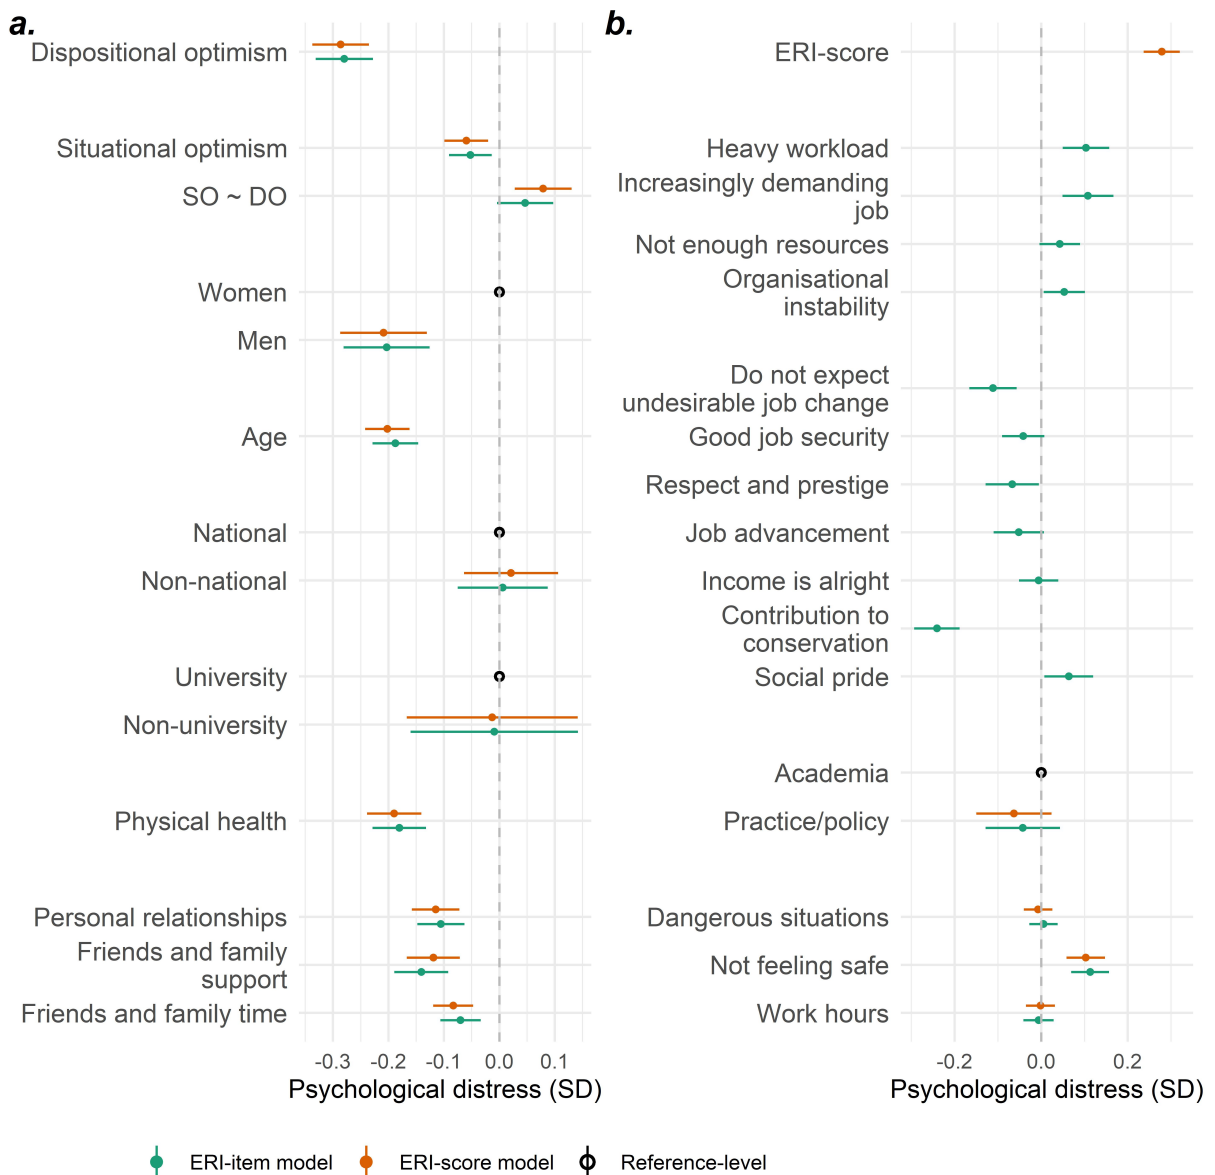 a.
Dispositional optimism
Situational optimism
SO ~ DO
Women
Men
Age
National
Non-national
University
Non-university
Physical health
Personal relationships
Friends and family
support
Friends and family time
-0.3 -0.2 -0.1 0.0 0.1
Psychological distress (SD)
b.
ERI-score
Heavy workload
Increasingly demanding
job
Not enough resources
Organisational
instability
Do not expect
undesirable job change
Good job security
Respect and prestige
Job advancement
Income is alright
Contribution to
conservation
Social pride
Academia
Practice/policy
Dangerous situations
Not feeling safe
Work hours
-0.2 0.0 0.2
Psychological distress (SD)
ERI-item model ERI-score model Reference-level